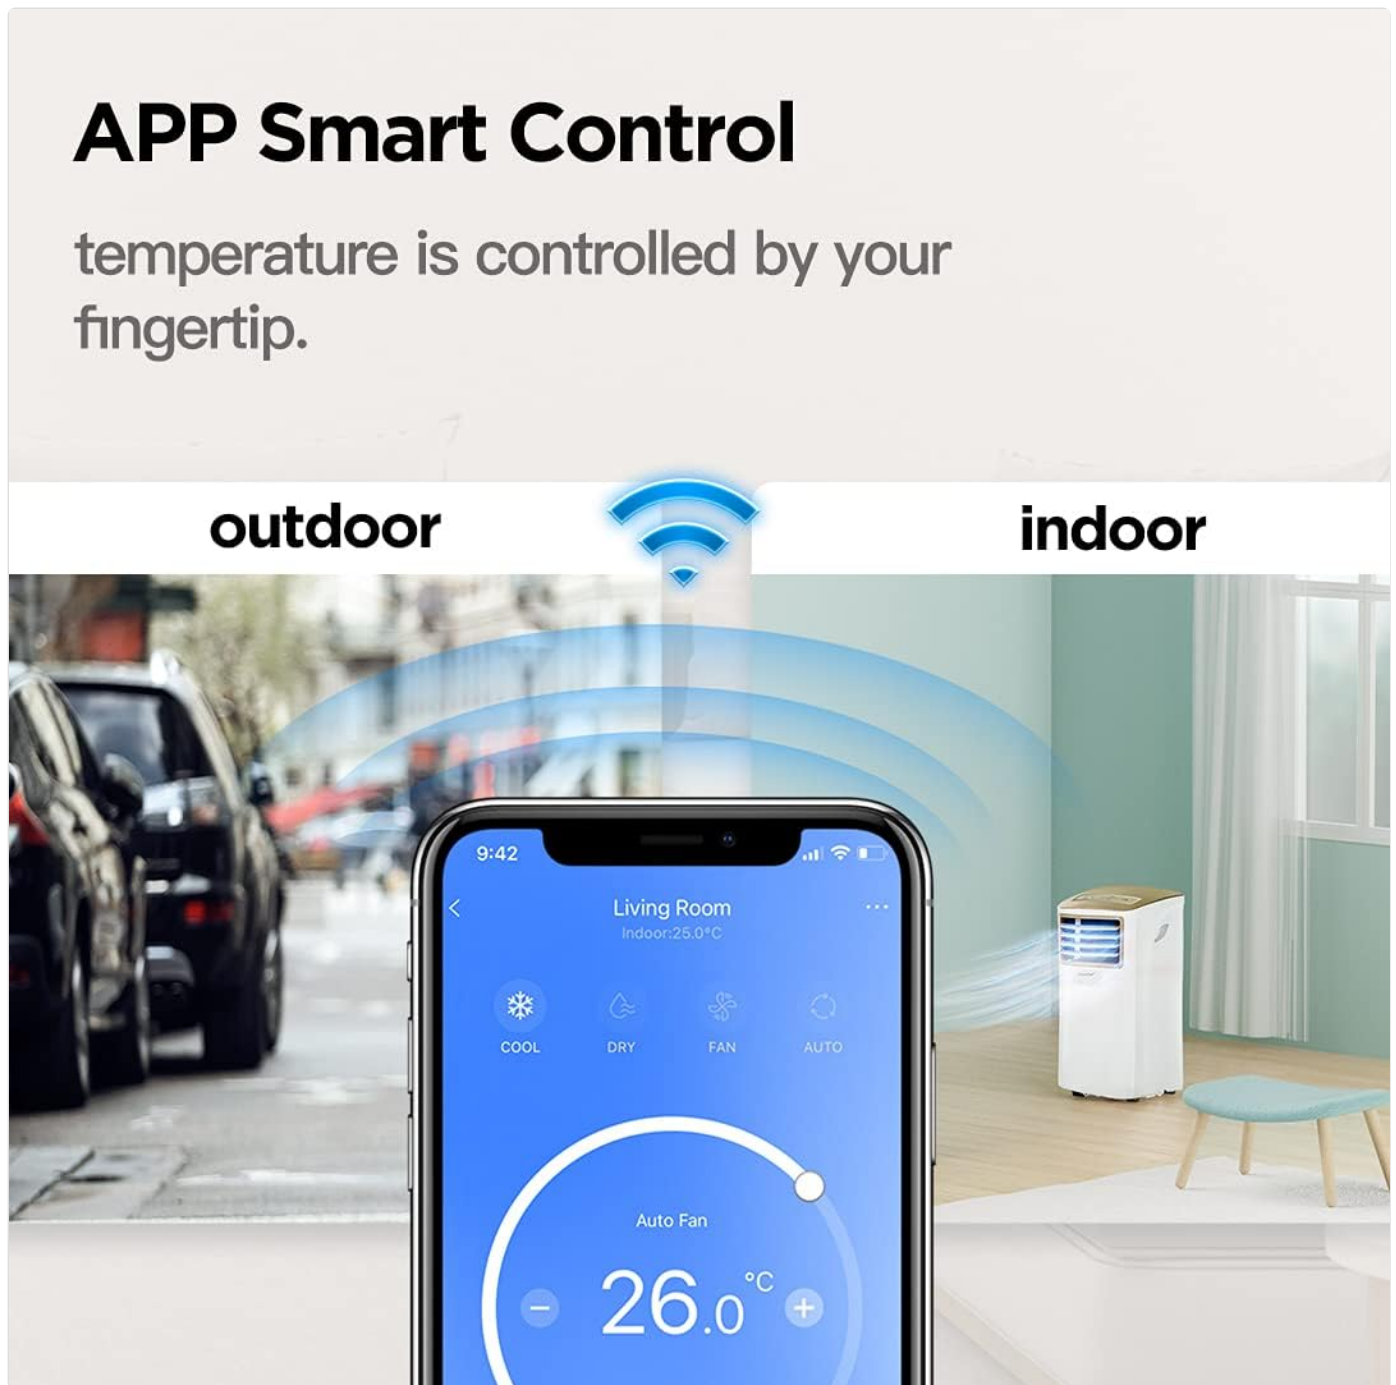 APP Smart Control
temperature is controlled by your
fingertip.
outdoor
indoor
9:42
Living Room
Indoor:25.0°C
COOL
DRY
FAN
AUTO
Auto Fan
− 26.0°C +